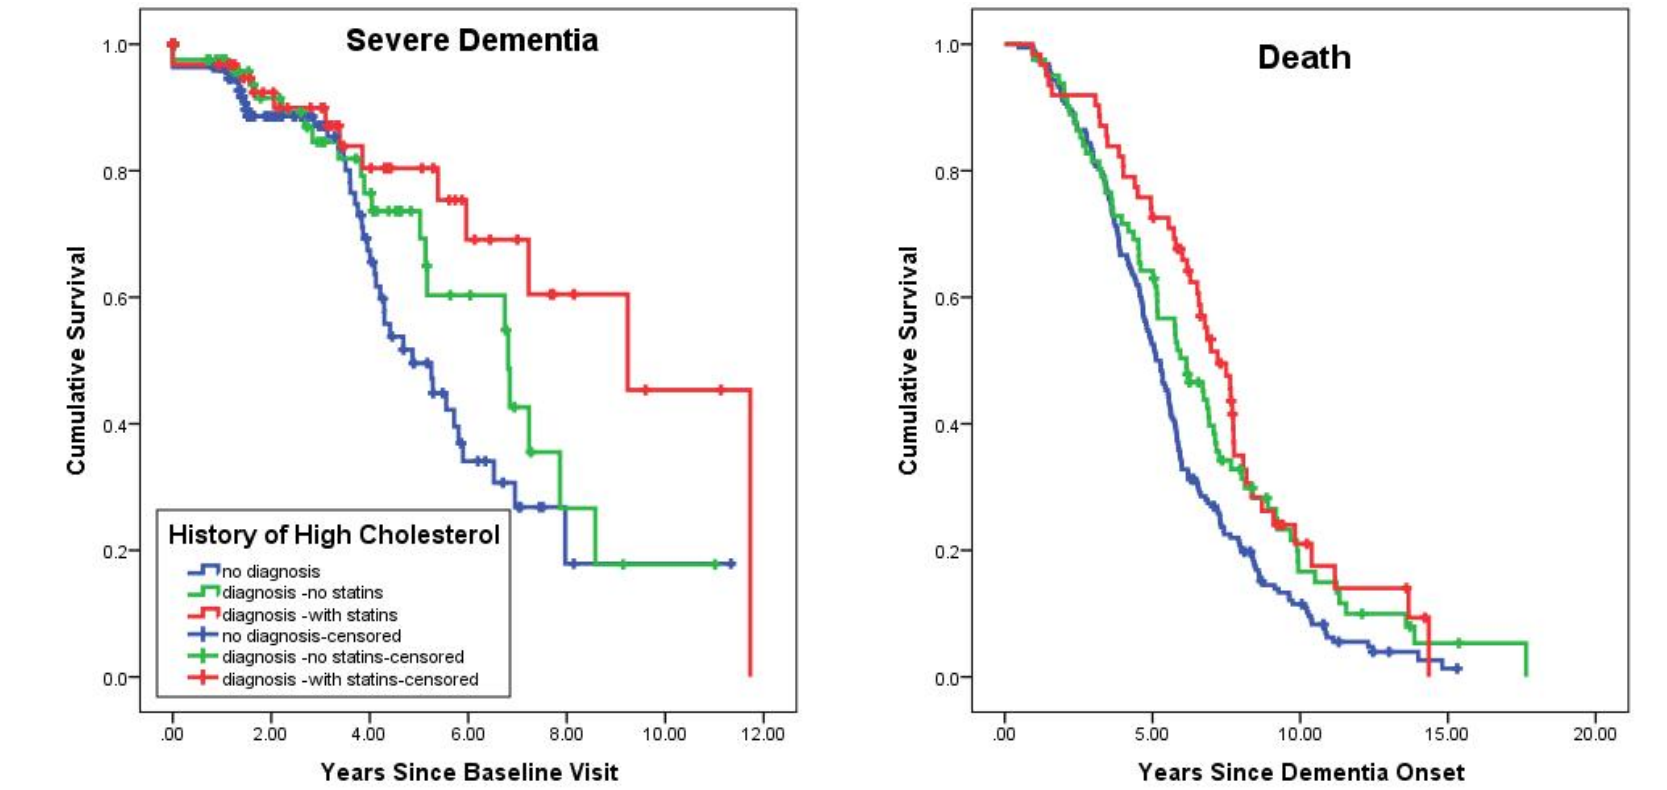 Severe Dementia
1.0
0.8
0.6
0.4
0.2
0.0
Cumulative Survival
History of High Cholesterol
no diagnosis
diagnosis -no statins
diagnosis -with statins
no diagnosis-censored
diagnosis -no statins-censored
diagnosis -with statins-censored
.00 2.00 4.00 6.00 8.00 10.00 12.00
Years Since Baseline Visit
Death
1.0
0.8
0.6
0.4
0.2
0.0
Cumulative Survival
.00 5.00 10.00 15.00 20.00
Years Since Dementia Onset